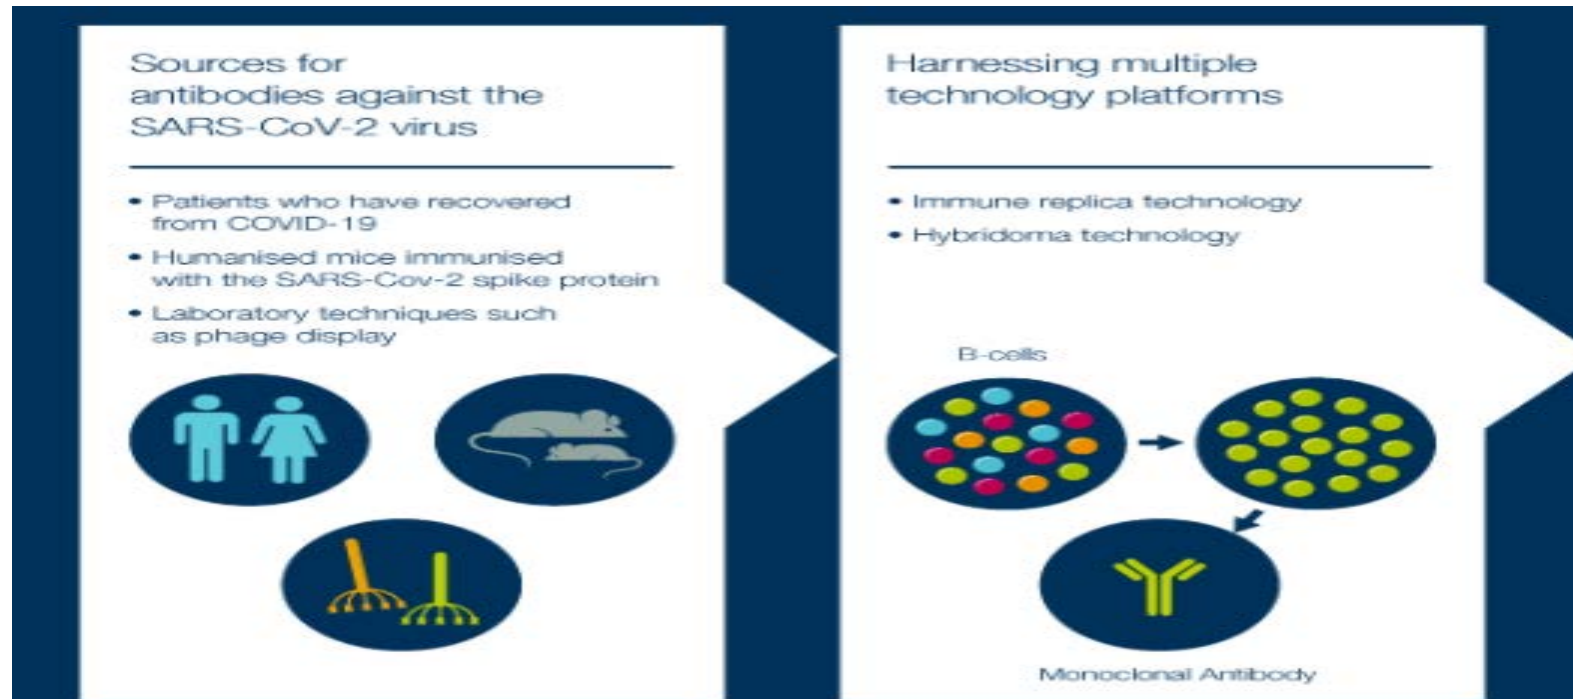 Sources for
antibodies against the
SARS-CoV-2 virus
• Patients who have recovered
from COVID-19
• Humanised mice immunised
with the SARS-Cov-2 spike protein
• Laboratory techniques such
as phage display
Harnessing multiple
technology platforms
• Immune replica technology
• Hybridoma technology
B-cells
Monoclonal Antibody